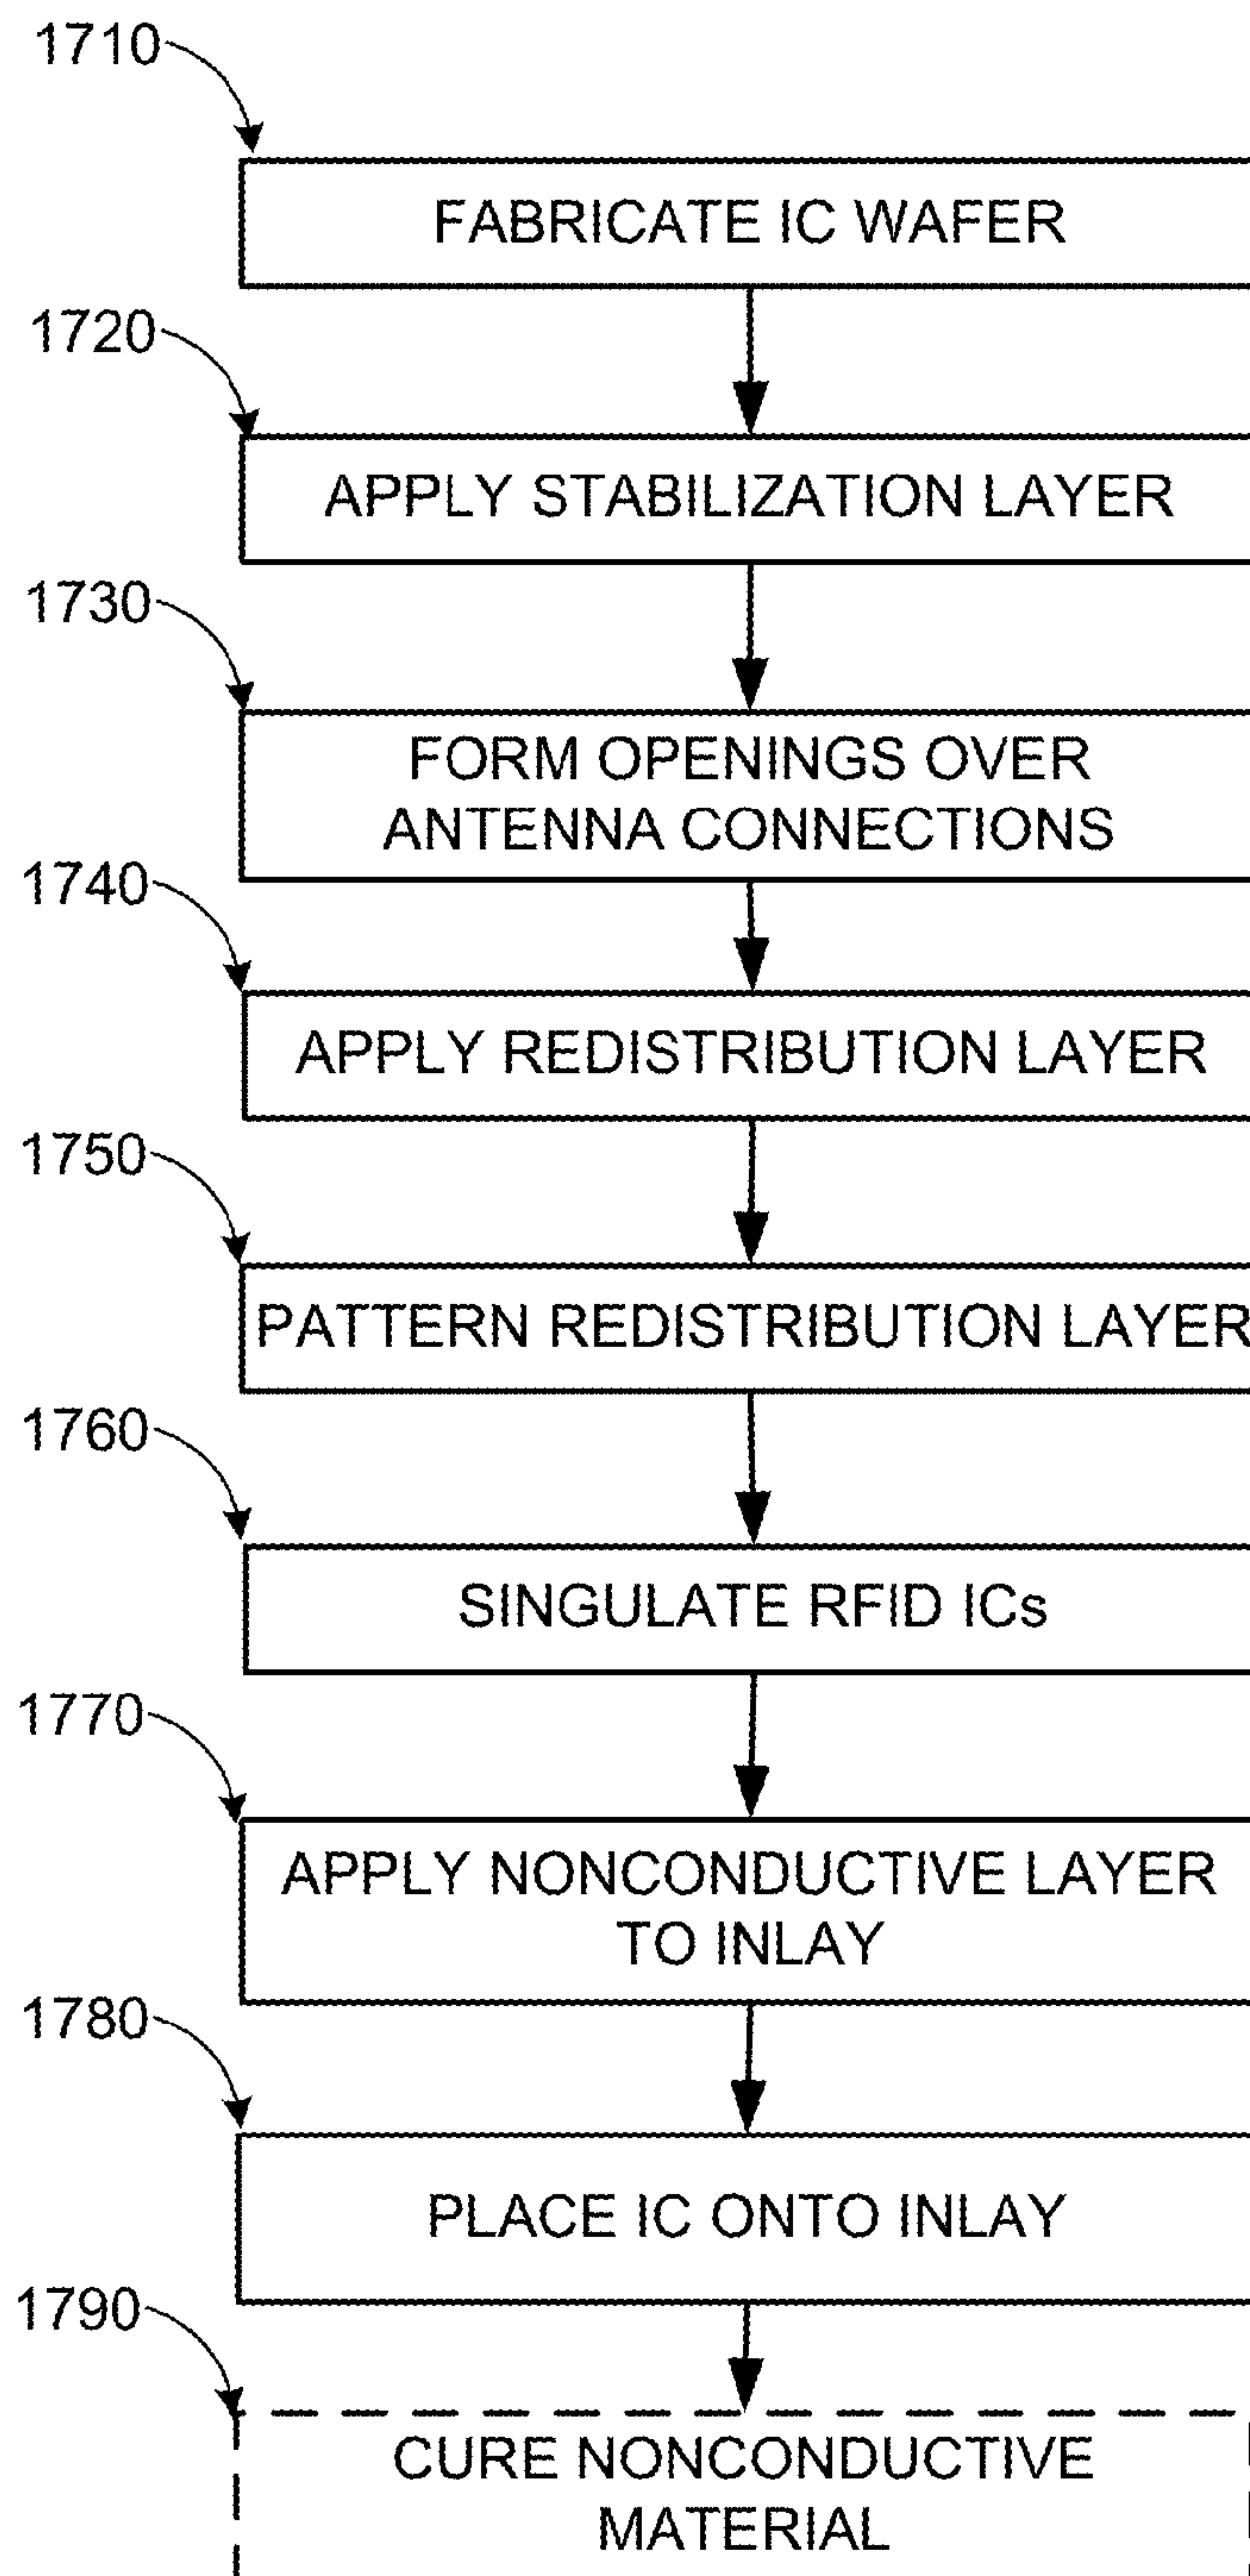 1710
FABRICATE IC WAFER
1720
APPLY STABILIZATION LAYER
1730
FORM OPENINGS OVER
ANTENNA CONNECTIONS
1740
APPLY REDISTRIBUTION LAYER
1750
PATTERN REDISTRIBUTION LAYER
1760
SINGULATE RFID ICs
1770
APPLY NONCONDUCTIVE LAYER
TO INLAY
1780
PLACE IC ONTO INLAY
1790
CURE NONCONDUCTIVE
MATERIAL